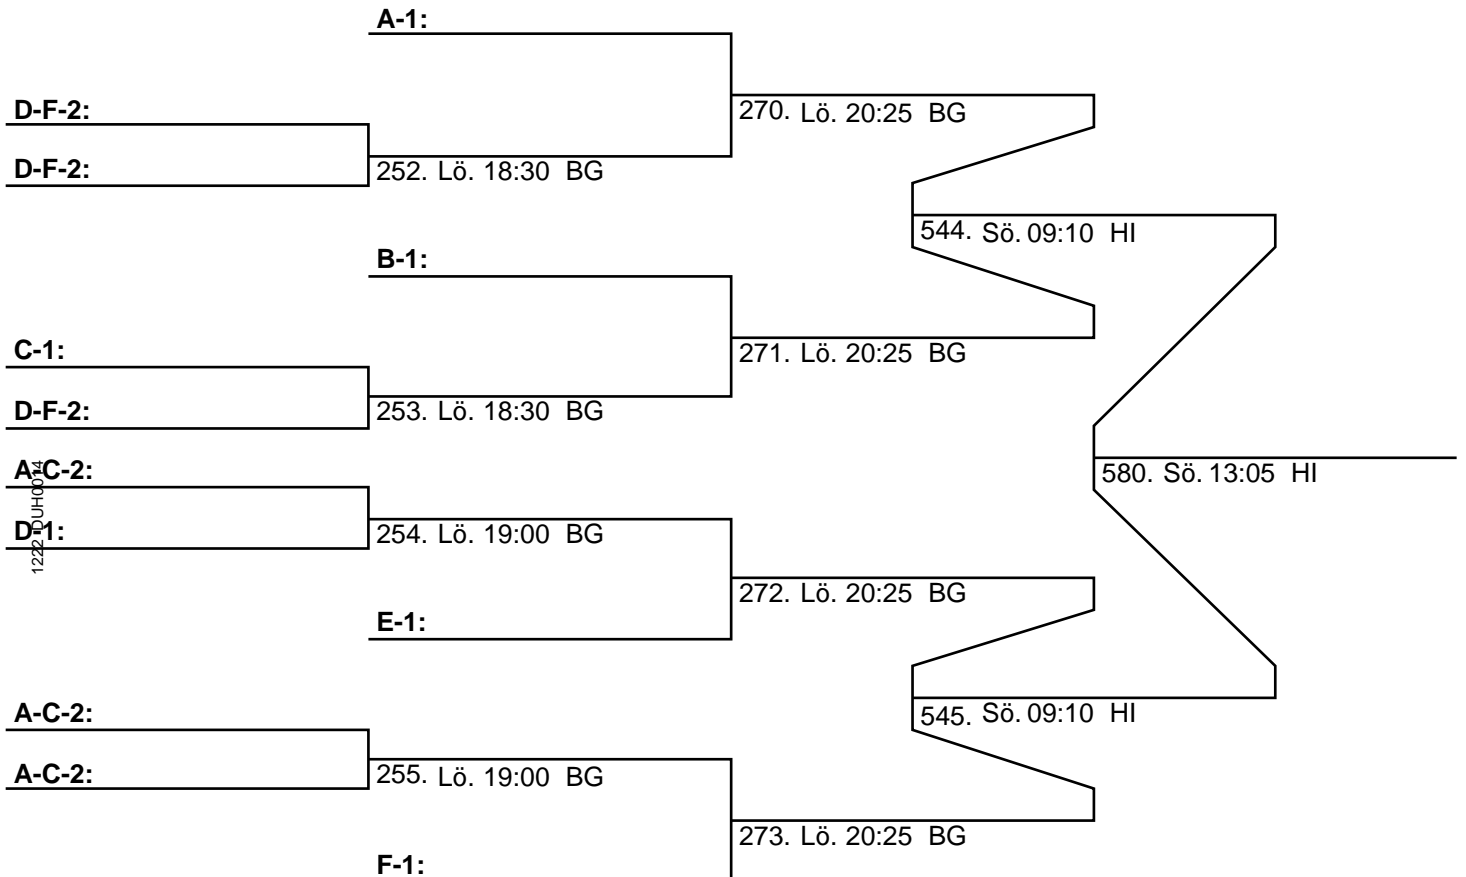 A-1:
D-F-2:
270. Lö. 20:25 BG
D-F-2:
252. Lö. 18:30 BG
544. Sö. 09:10 HI
B-1:
C-1:
271. Lö. 20:25 BG
D-F-2:
253. Lö. 18:30 BG
A-C-2:
580. Sö. 13:05 HI
1222 DUH0014
D-1:
254. Lö. 19:00 BG
272. Lö. 20:25 BG
E-1:
A-C-2:
545. Sö. 09:10 HI
A-C-2:
255. Lö. 19:00 BG
273. Lö. 20:25 BG
F-1: